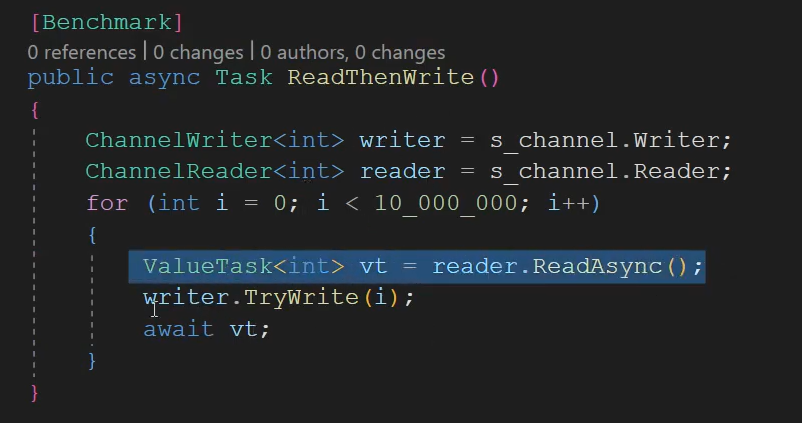 [Benchmark]
0 references | 0 changes | 0 authors, 0 changes
public async Task ReadThenWrite()
{
ChannelWriter<int> writer = s_channel.Writer;
ChannelReader<int> reader = s_channel.Reader;
for (int i = 0; i < 10_000_000; i++)
{
ValueTask<int> vt = reader.ReadAsync();
writer.TryWrite(i);
await vt;
}
}